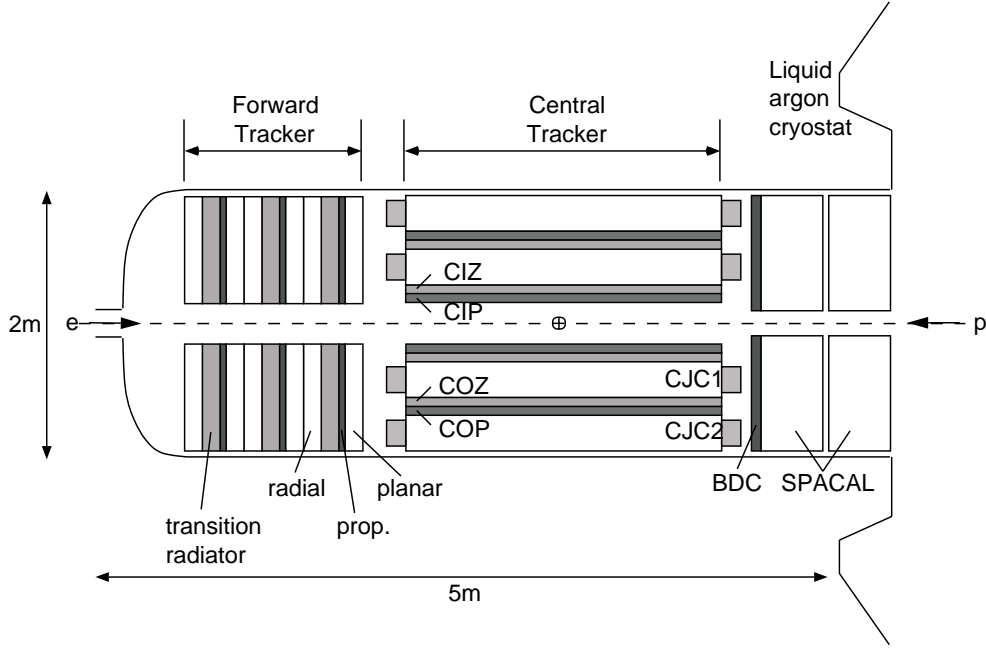 Liquid
argon
cryostat
Forward
Tracker
Central
Tracker
CIZ
CIP
2m
e
p
COZ
COP
CJC1
CJC2
BDC
SPACAL
radial
planar
transition
radiator
prop.
5m